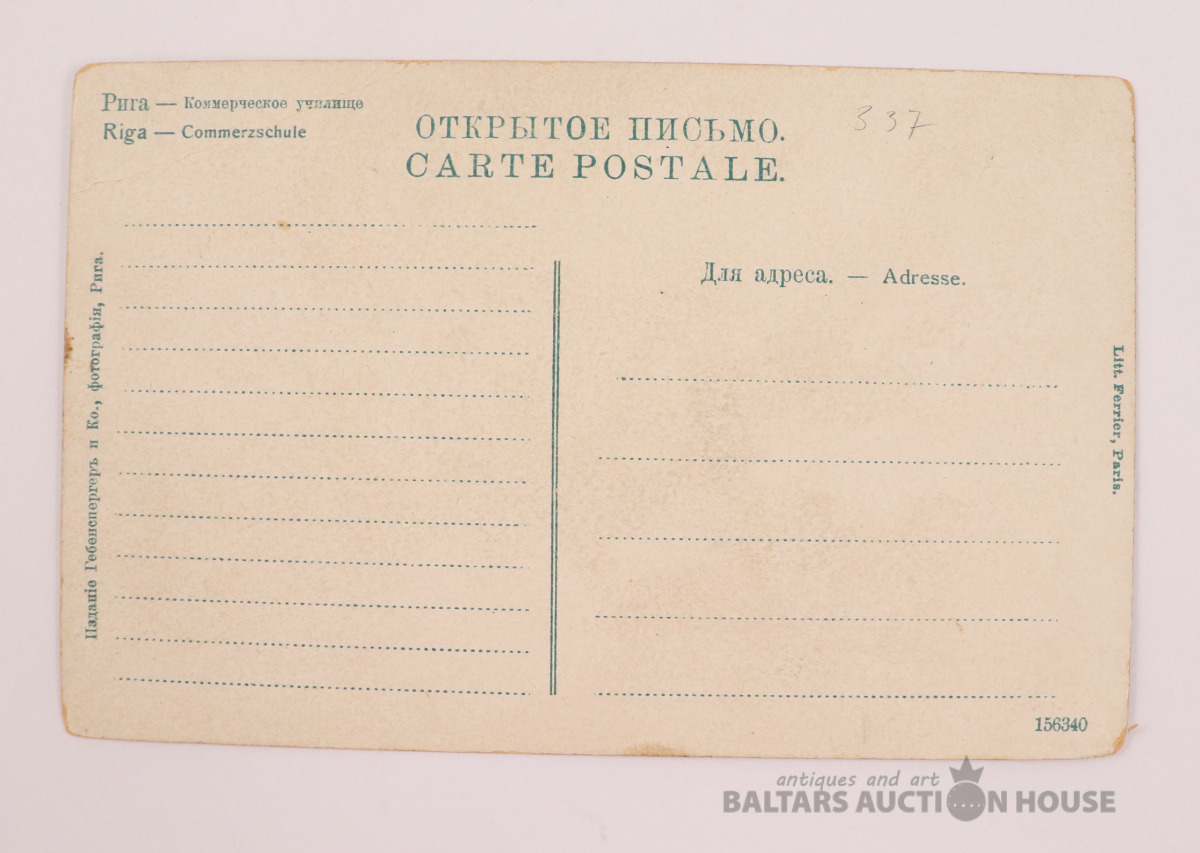 Рига — Коммерческое училище
Riga — Commerzschule
ОТКРЫТОЕ ПИСЬМО.
CARTE POSTALE.
337
Для адреса. — Adresse.
Изданіе Гебенспергеръ и Ко., фотографія, Рига.
Litt. Ferrier, Paris.
156340
antiques and art
BALTARS AUCTION HOUSE